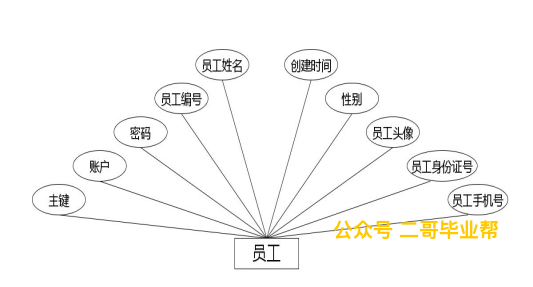 员工姓名
创建时间
员工编号
性别
密码
员工头像
账户
员工身份证号
主键
员工手机号
公众号 二哥毕业帮
员工